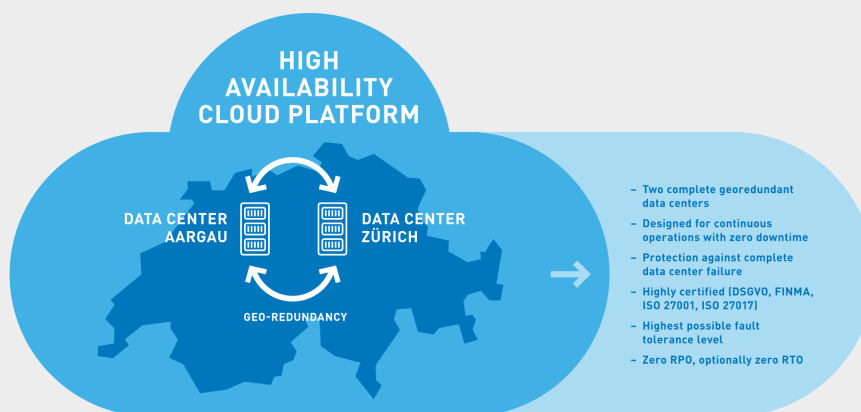 HIGH
AVAILABILITY
CLOUD PLATFORM
DATA CENTER
AARGAU
DATA CENTER
ZÜRICH
GEO-REDUNDANCY
– Two complete georedundant
data centers
– Designed for continuous
operations with zero downtime
– Protection against complete
data center failure
– Highly certified (DSGVO, FINMA,
ISO 27001, ISO 27017)
– Highest possible fault
tolerance level
– Zero RPO, optionally zero RTO